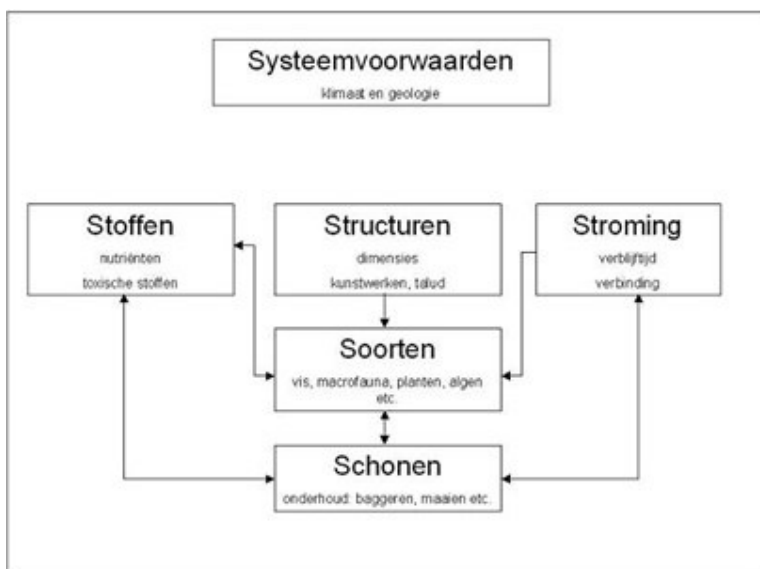 Systeemvoorwaarden
klimaat en geologie
Stoffen
nutriënten
toxische stoffen
Structuren
dimensies
kunstwerken, talud
Stroming
verblijftijd
verbinding
Soorten
vis, macrofauna, planten, algen
etc.
Schonen
onderhoud: baggeren, maaien etc.